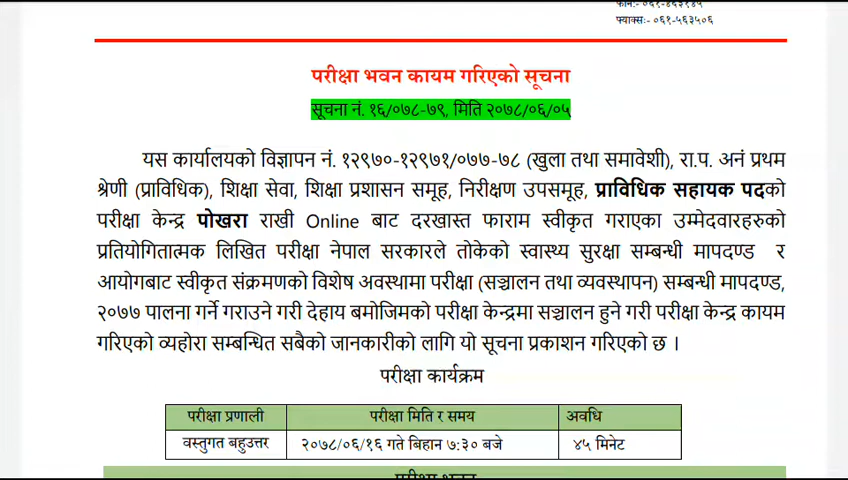 फोन:- ०६१-४६३१४५
फ्याक्स:- ०६१-५६३५०६
परीक्षा भवन कायम गरिएको सूचना
सूचना नं. १६/०७८-७९, मिति २०७८/०६/०५
यस कार्यालयको विज्ञापन नं. १२९७०-१२९७१/०७७-७८ (खुला तथा समावेशी), रा.प. अनं प्रथम
श्रेणी (प्राविधिक), शिक्षा सेवा, शिक्षा प्रशासन समूह, निरीक्षण उपसमूह, प्राविधिक सहायक पदको
परीक्षा केन्द्र पोखरा राखी Online बाट दरखास्त फाराम स्वीकृत गराएका उम्मेदवारहरुको
प्रतियोगितात्मक लिखित परीक्षा नेपाल सरकारले तोकेको स्वास्थ्य सुरक्षा सम्बन्धी मापदण्ड र
आयोगबाट स्वीकृत संक्रमणको विशेष अवस्थामा परीक्षा (सञ्चालन तथा व्यवस्थापन) सम्बन्धी मापदण्ड,
२०७७ पालना गर्ने गराउने गरी देहाय बमोजिमको परीक्षा केन्द्रमा सञ्चालन हुने गरी परीक्षा केन्द्र कायम
गरिएको व्यहोरा सम्बन्धित सबैको जानकारीको लागि यो सूचना प्रकाशन गरिएको छ ।
परीक्षा कार्यक्रम
परीक्षा प्रणाली परीक्षा मिति र समय अवधि
वस्तुगत बहुउत्तर २०७८/०६/१६ गते बिहान ७:३० बजे ४५ मिनेट
परीक्षा भवन